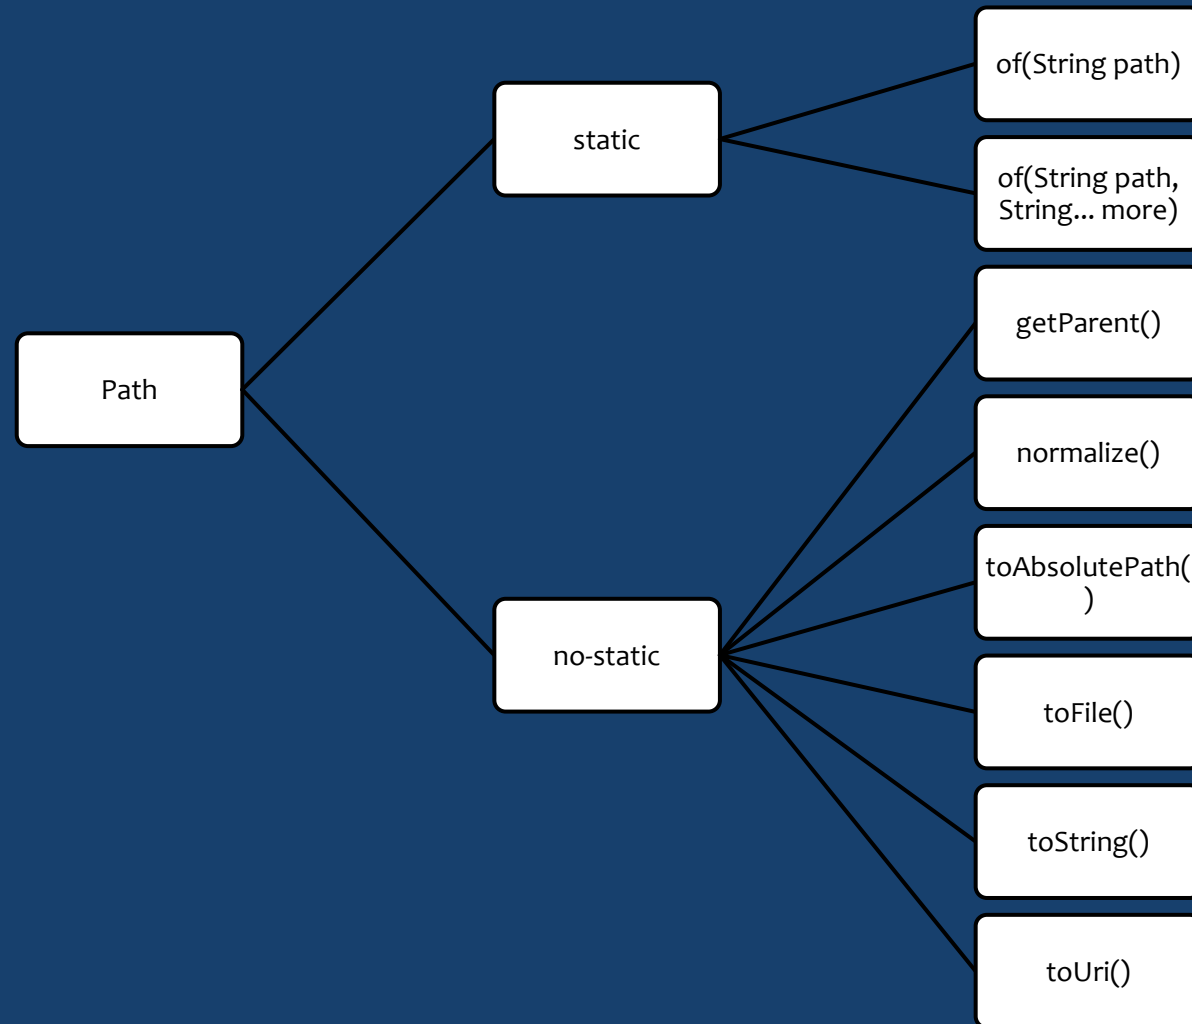 of(String path)
static
of(String path,
String... more)
getParent()
Path
normalize()
toAbsolutePath(
)
no-static
toFile()
toString()
toUri()